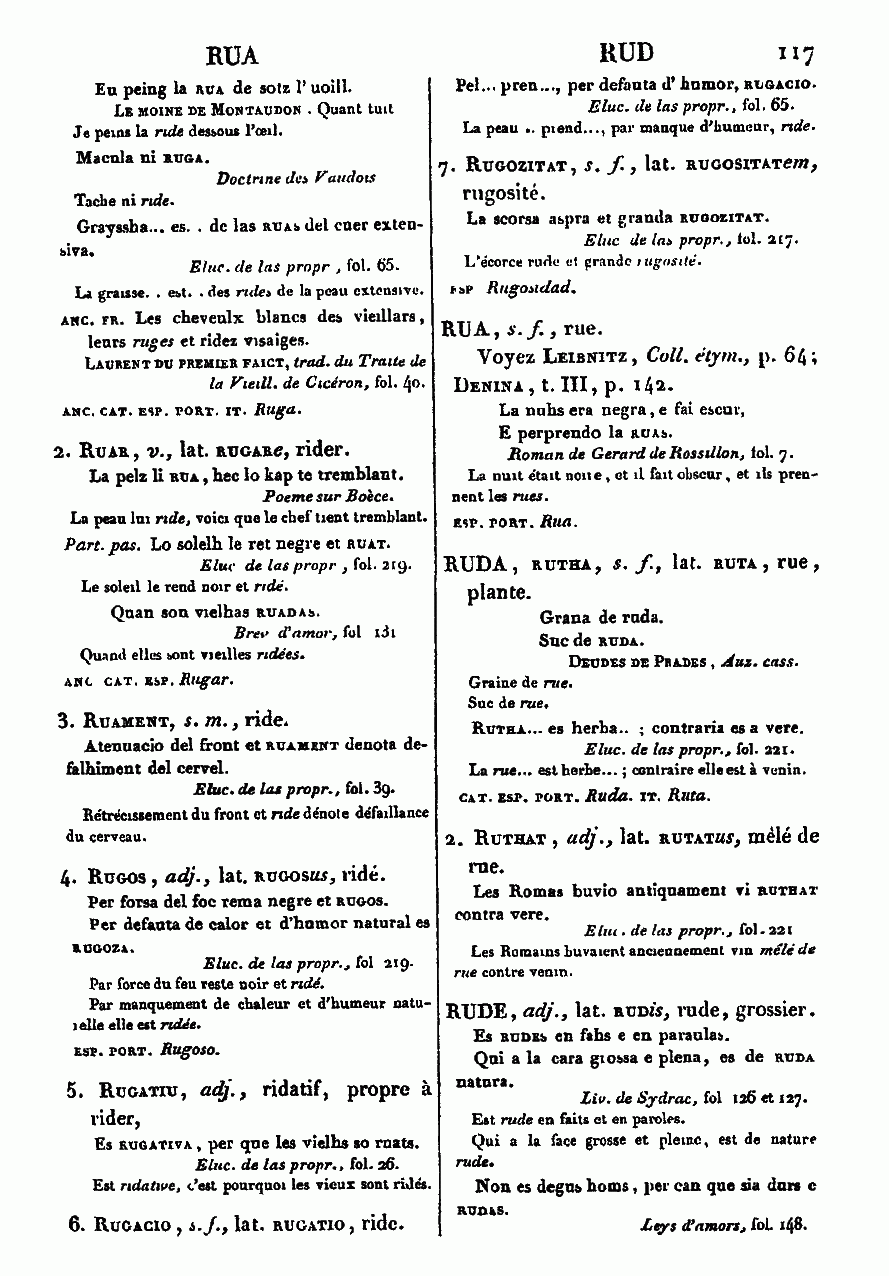 RUA
RUD 117
En peing la RUA de sotz l'uoill.
LE MOINE DE MONTAUDON. Quant tuit
Je peins la ride dessous l'œil.
Macula ni RUGA.
Doctrine des Vaudois
Tache ni ride.
Grayssha... es. . de las RUAS del cuer exten-
siva.
Eluc. de las propr, fol. 65.
La graisse. . est. . des rides de la peau extensive.
ANC. FR. Les cheveulx blancs des vieillars,
leurs ruges et ridez visaiges.
LAURENT DU PREMIER FAICT, trad. du Traite de
la Vieill. de Cicéron, fol. 40.
ANC. CAT. ESP. PORT. IT. Ruga.
2. RUAR, v., lat. RUGARe, rider.
La pelz li RUA, hec lo kap te tremblant.
Poeme sur Boèce.
La peau lui ride, voici que le chef tient tremblant.
Part. pas. Lo solelh le ret negre et RUAT.
Eluc de las propr, fol. 219.
Le soleil le rend noir et ridé.
Quan son vielhas RUADAS.
Brev d'amor, fol 131
Quand elles sont vieilles ridées.
ANC CAT. ESP. Rugar.
3. RUAMENT, s. m., ride.
Atenuacio del front et RUAMENT denota de-
falhiment del cervel.
Eluc. de las propr., fol. 39.
Rétrécissement du front et ride dénote défaillance
du cerveau.
4. RUGOS, adj., lat. RUGOSus, ridé.
Per forsa del foc rema negre et RUGOS.
Per defauta de calor et d'humor natural es
RUGOZA.
Eluc. de las propr., fol 219.
Par force du feu reste noir et ridé.
Par manquement de chaleur et d'humeur natu-
relle elle est ridée.
ESP. PORT. Rugoso.
5. RUGATIU, adj., ridatif, propre à
rider,
Es RUGATIVA, per que les vielhs so ruats.
Eluc. de las propr., fol. 26.
Est ridative, c'est pourquoi les vieux sont ridés.
6. RUGACIO, s. f., lat. RUGATIO, ride.
Pel... pren..., per defauta d'humor, RUGACIO.
Eluc. de las propr., fol. 65.
La peau .. prend..., par manque d'humeur, ride.
7. RUGOZITAT, s. f., lat. RUGOSITATem,
rugosité.
La scorsa aspra et granda RUGOZITAT.
Eluc de las propr., fol. 217.
L'écorce rude et grande rugosité.
ESP Rugosidad.
RUA, s. f., rue.
Voyez LEIBNITZ, Coll. étym., p. 64;
DENINA, t. III, p. 142.
La nuhs era negra, e fai escur,
E perprendo la RUAS.
Roman de Gerard de Rossillon, fol. 7.
La nuit était noire, et il fait obscur, et ils pren-
nent les rues.
ESP. PORT. Rua.
RUDA, RUTHA, s. f., lat. RUTA, rue,
plante.
Grana de ruda.
Suc de RUDA.
DEUDES DE PRADES, Auz. cass.
Graine de rue.
Suc de rue.
RUTHA... es herba.. ; contraria es a vere.
Eluc. de las propr., fol. 221.
La rue... est herbe... ; contraire elle est à venin.
CAT. ESP. PORT. Ruda. IT. Ruta.
2. RUTHAT, adj., lat. RUTATus, mêlé de
rue.
Les Romas buvio antiquament vi RUTHAT
contra vere.
Eluc. de las propr., fol. 221
Les Romains buvaient anciennement vin mêlé de
rue contre venin.
RUDE, adj., lat. RUDis, rude, grossier.
Es RUDES en fahs e en paraulas.
Qui a la cara grossa e plena, es de RUDA
natura.
Liv. de Sydrac, fol 126 et 127.
Est rude en faits et en paroles.
Qui a la face grosse et pleine, est de nature
rude.
Non es degus homs, per can que sia durs e
RUDAS.
Leys d'amors, fol. 148.